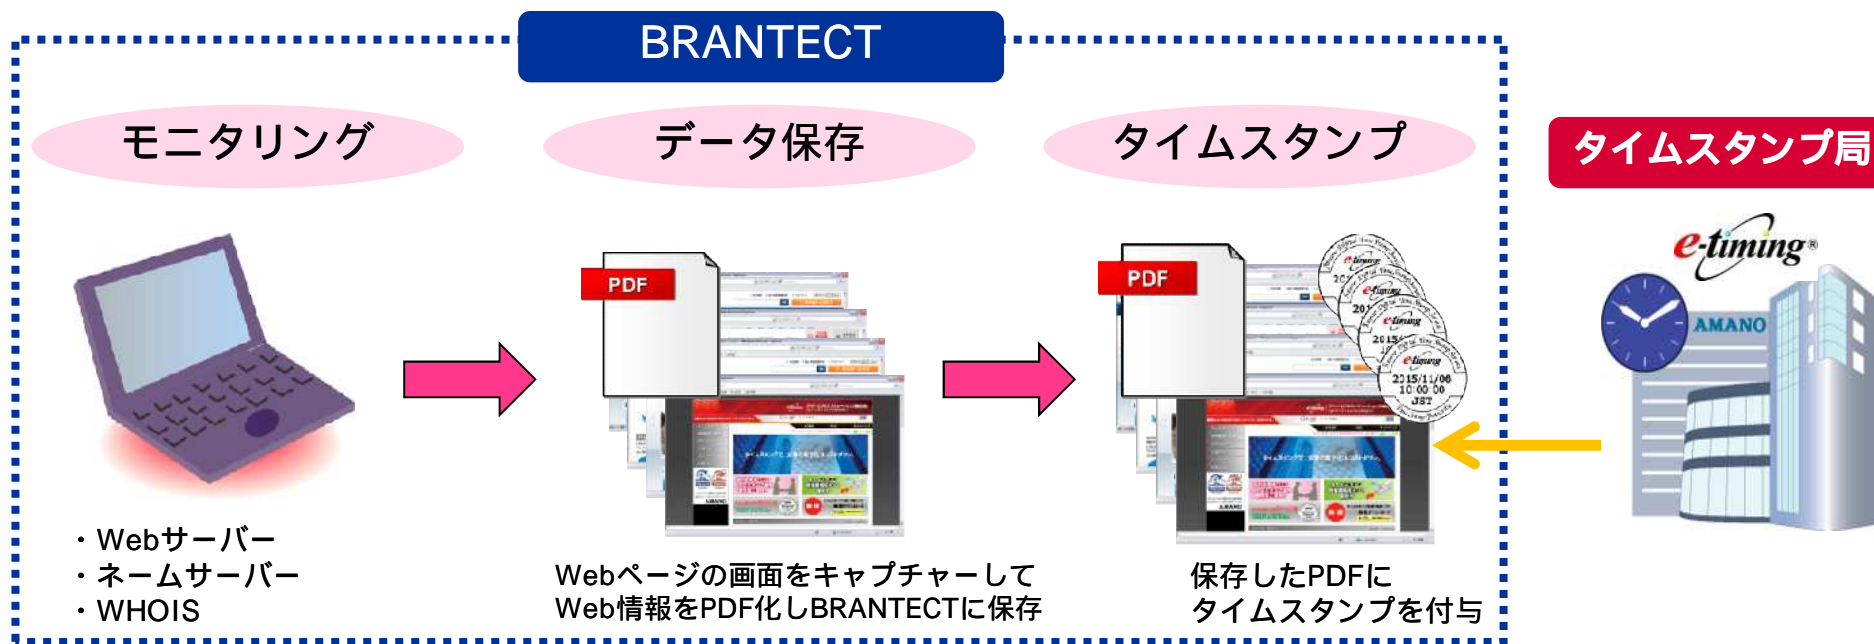 BRANTECT
モニタリング
データ保存
タイムスタンプ
タイムスタンプ局
e-timing®
AMANO
PDF
PDF
e-timing
2015/11/06
10:00:00
JST
・Webサーバー
・ネームサーバー
・WHOIS
Webページの画面をキャプチャーして
Web情報をPDF化しBRANTECTに保存
保存したPDFに
タイムスタンプを付与